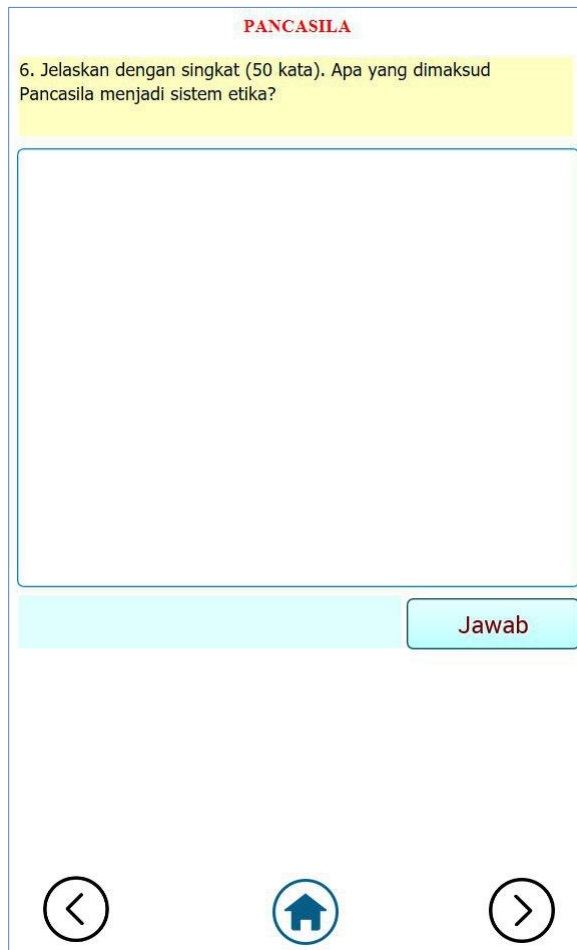 PANCASILA
6. Jelaskan dengan singkat (50 kata). Apa yang dimaksud
Pancasila menjadi sistem etika?
Jawab